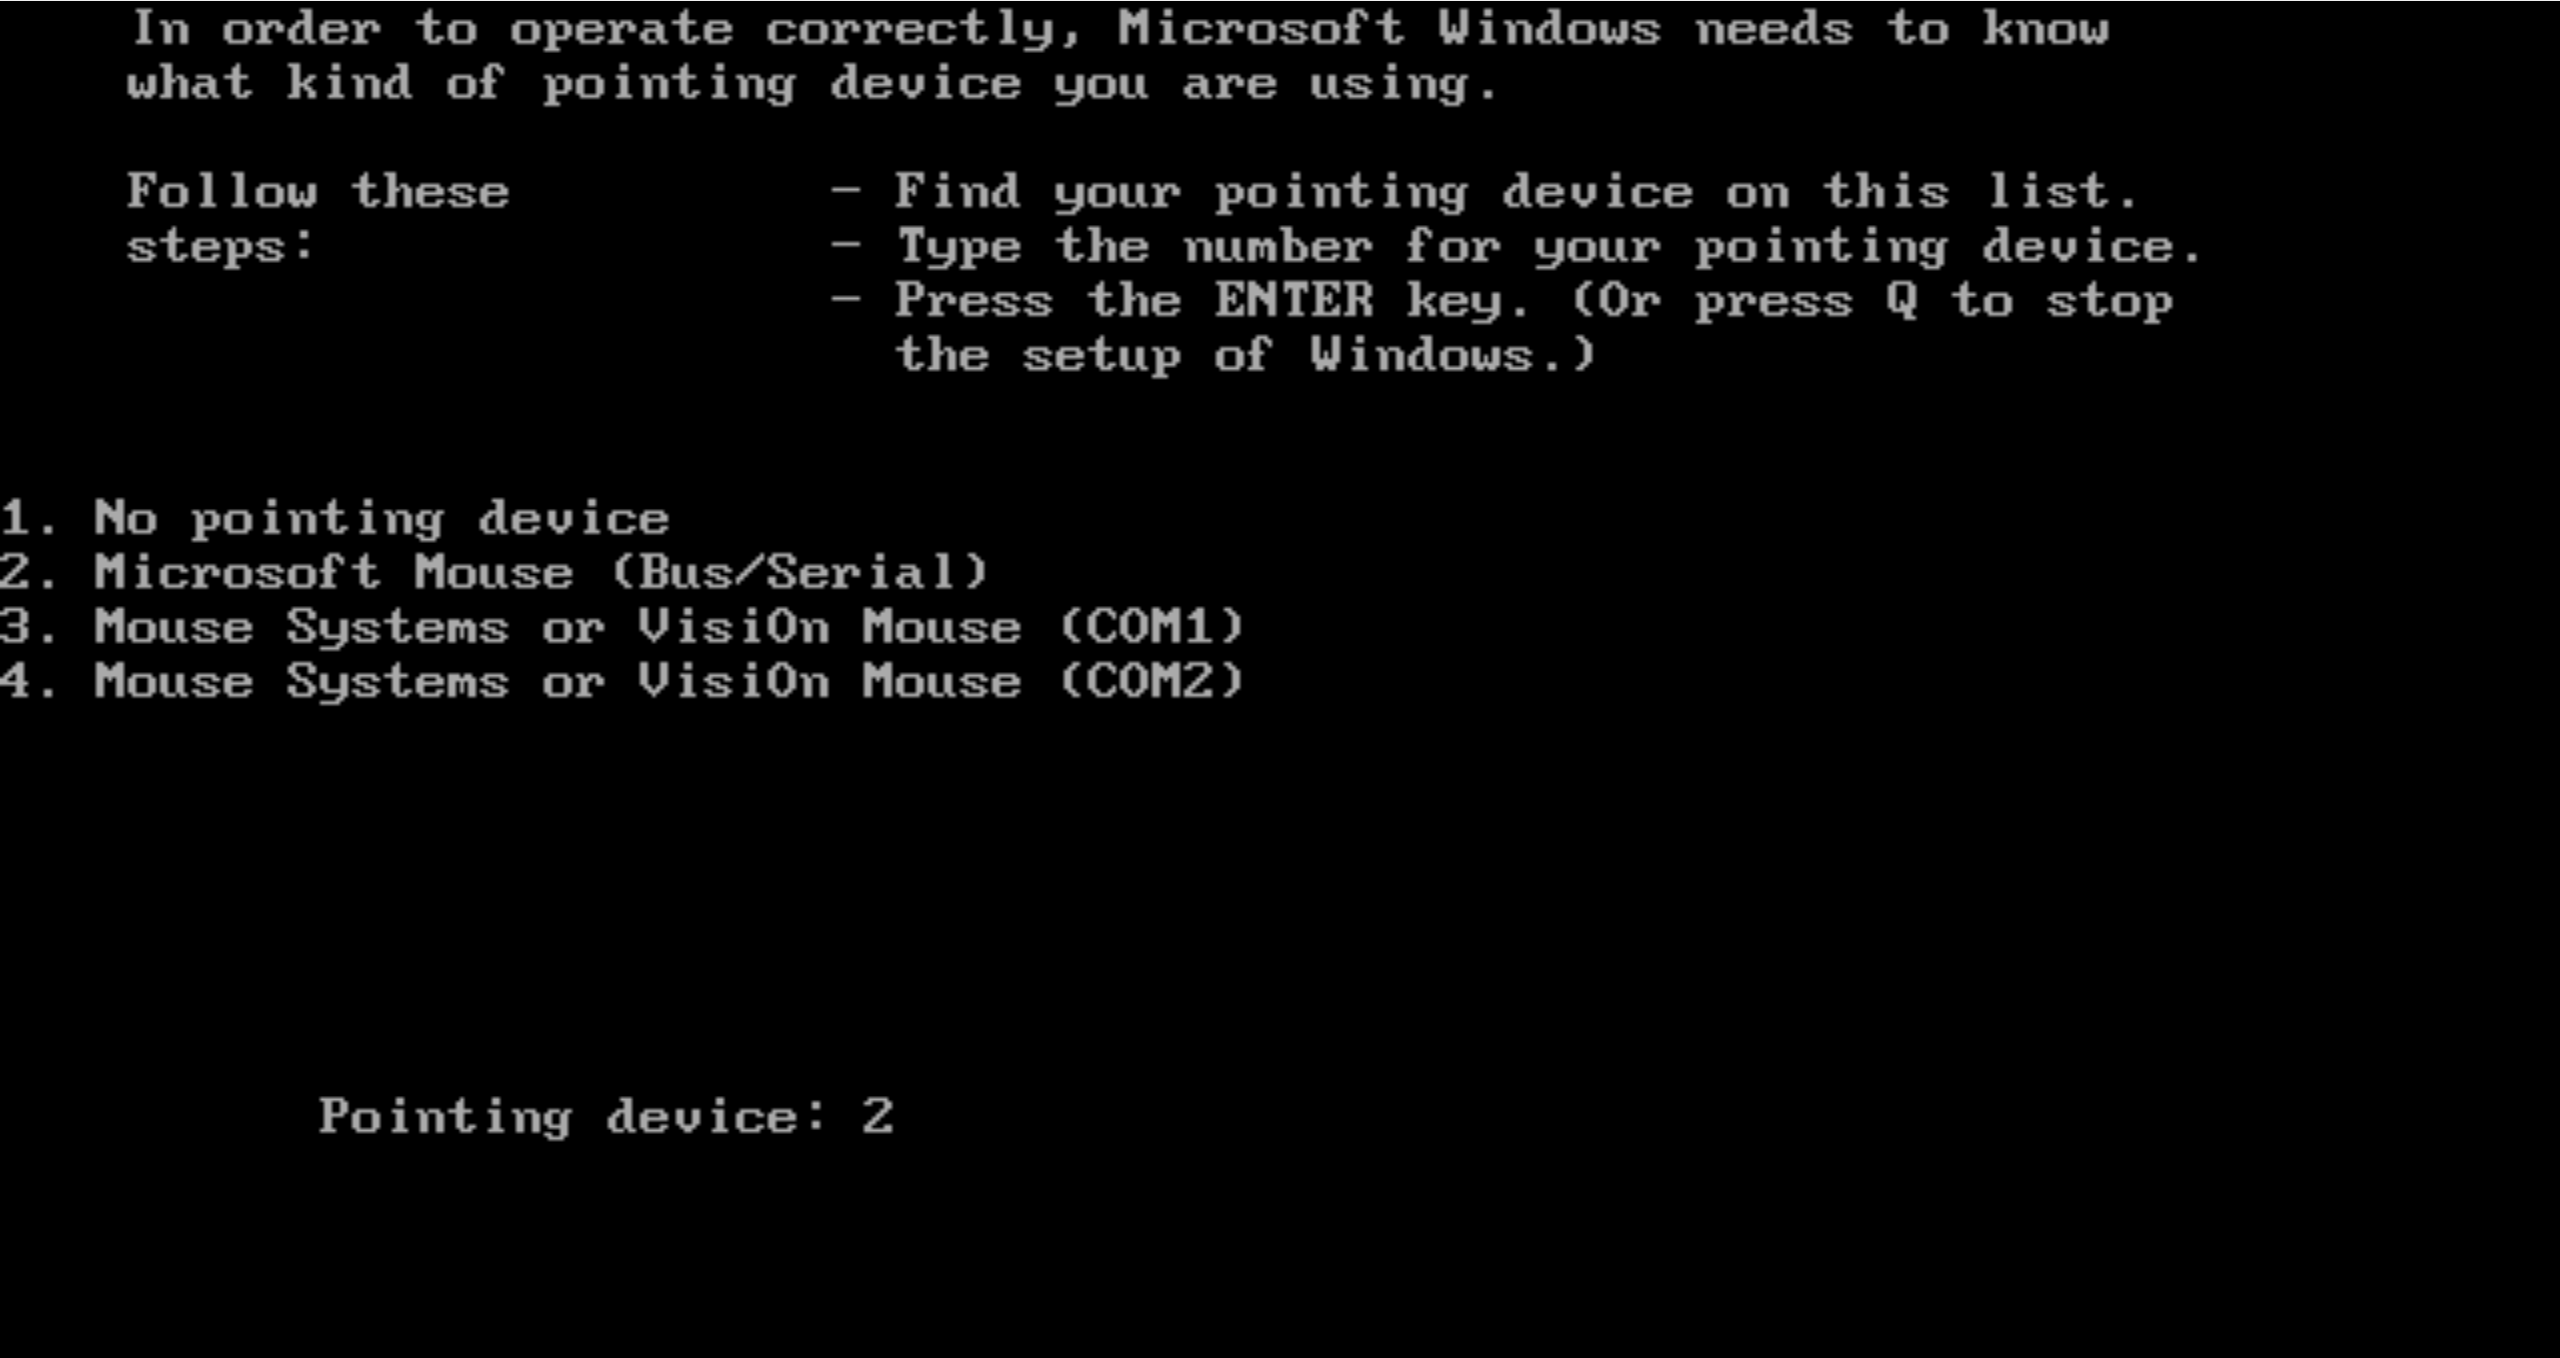 In order to operate correctly, Microsoft Windows needs to know
what kind of pointing device you are using.
Follow these — Find your pointing device on this list.
steps: — Type the number for your pointing device.
— Press the ENTER key. (Or press Q to stop
the setup of Windows.)
1. No pointing device
2. Microsoft Mouse (Bus/Serial)
3. Mouse Systems or VisiOn Mouse (COM1)
4. Mouse Systems or VisiOn Mouse (COM2)
Pointing device: 2